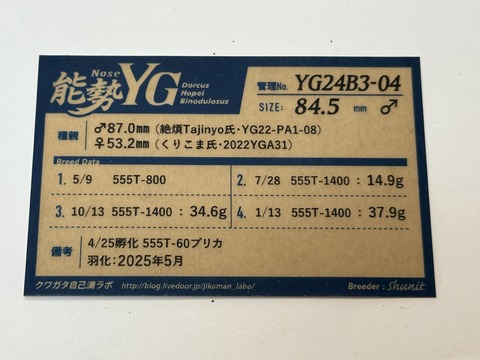 能勢YG
Nose
Dorcus
Hopei
Binodulosus
管理No. YG24B3-04
SIZE: 84.5 mm ♂
種親 ♂87.0mm（絶煩Tajinyo氏・YG22-PA1-08）
♀53.2mm（くりこま氏・2022YGA31）
Breed Data
1. 5/9 555T-800
2. 7/28 555T-1400 : 14.9g
3. 10/13 555T-1400 : 34.6g
4. 1/13 555T-1400 : 37.9g
備考 4/25孵化 555T-60プリカ
羽化：2025年5月
クワガタ自己満ラボ http://blog.livedoor.jp/jikoman_labo/
Breeder : Shunit